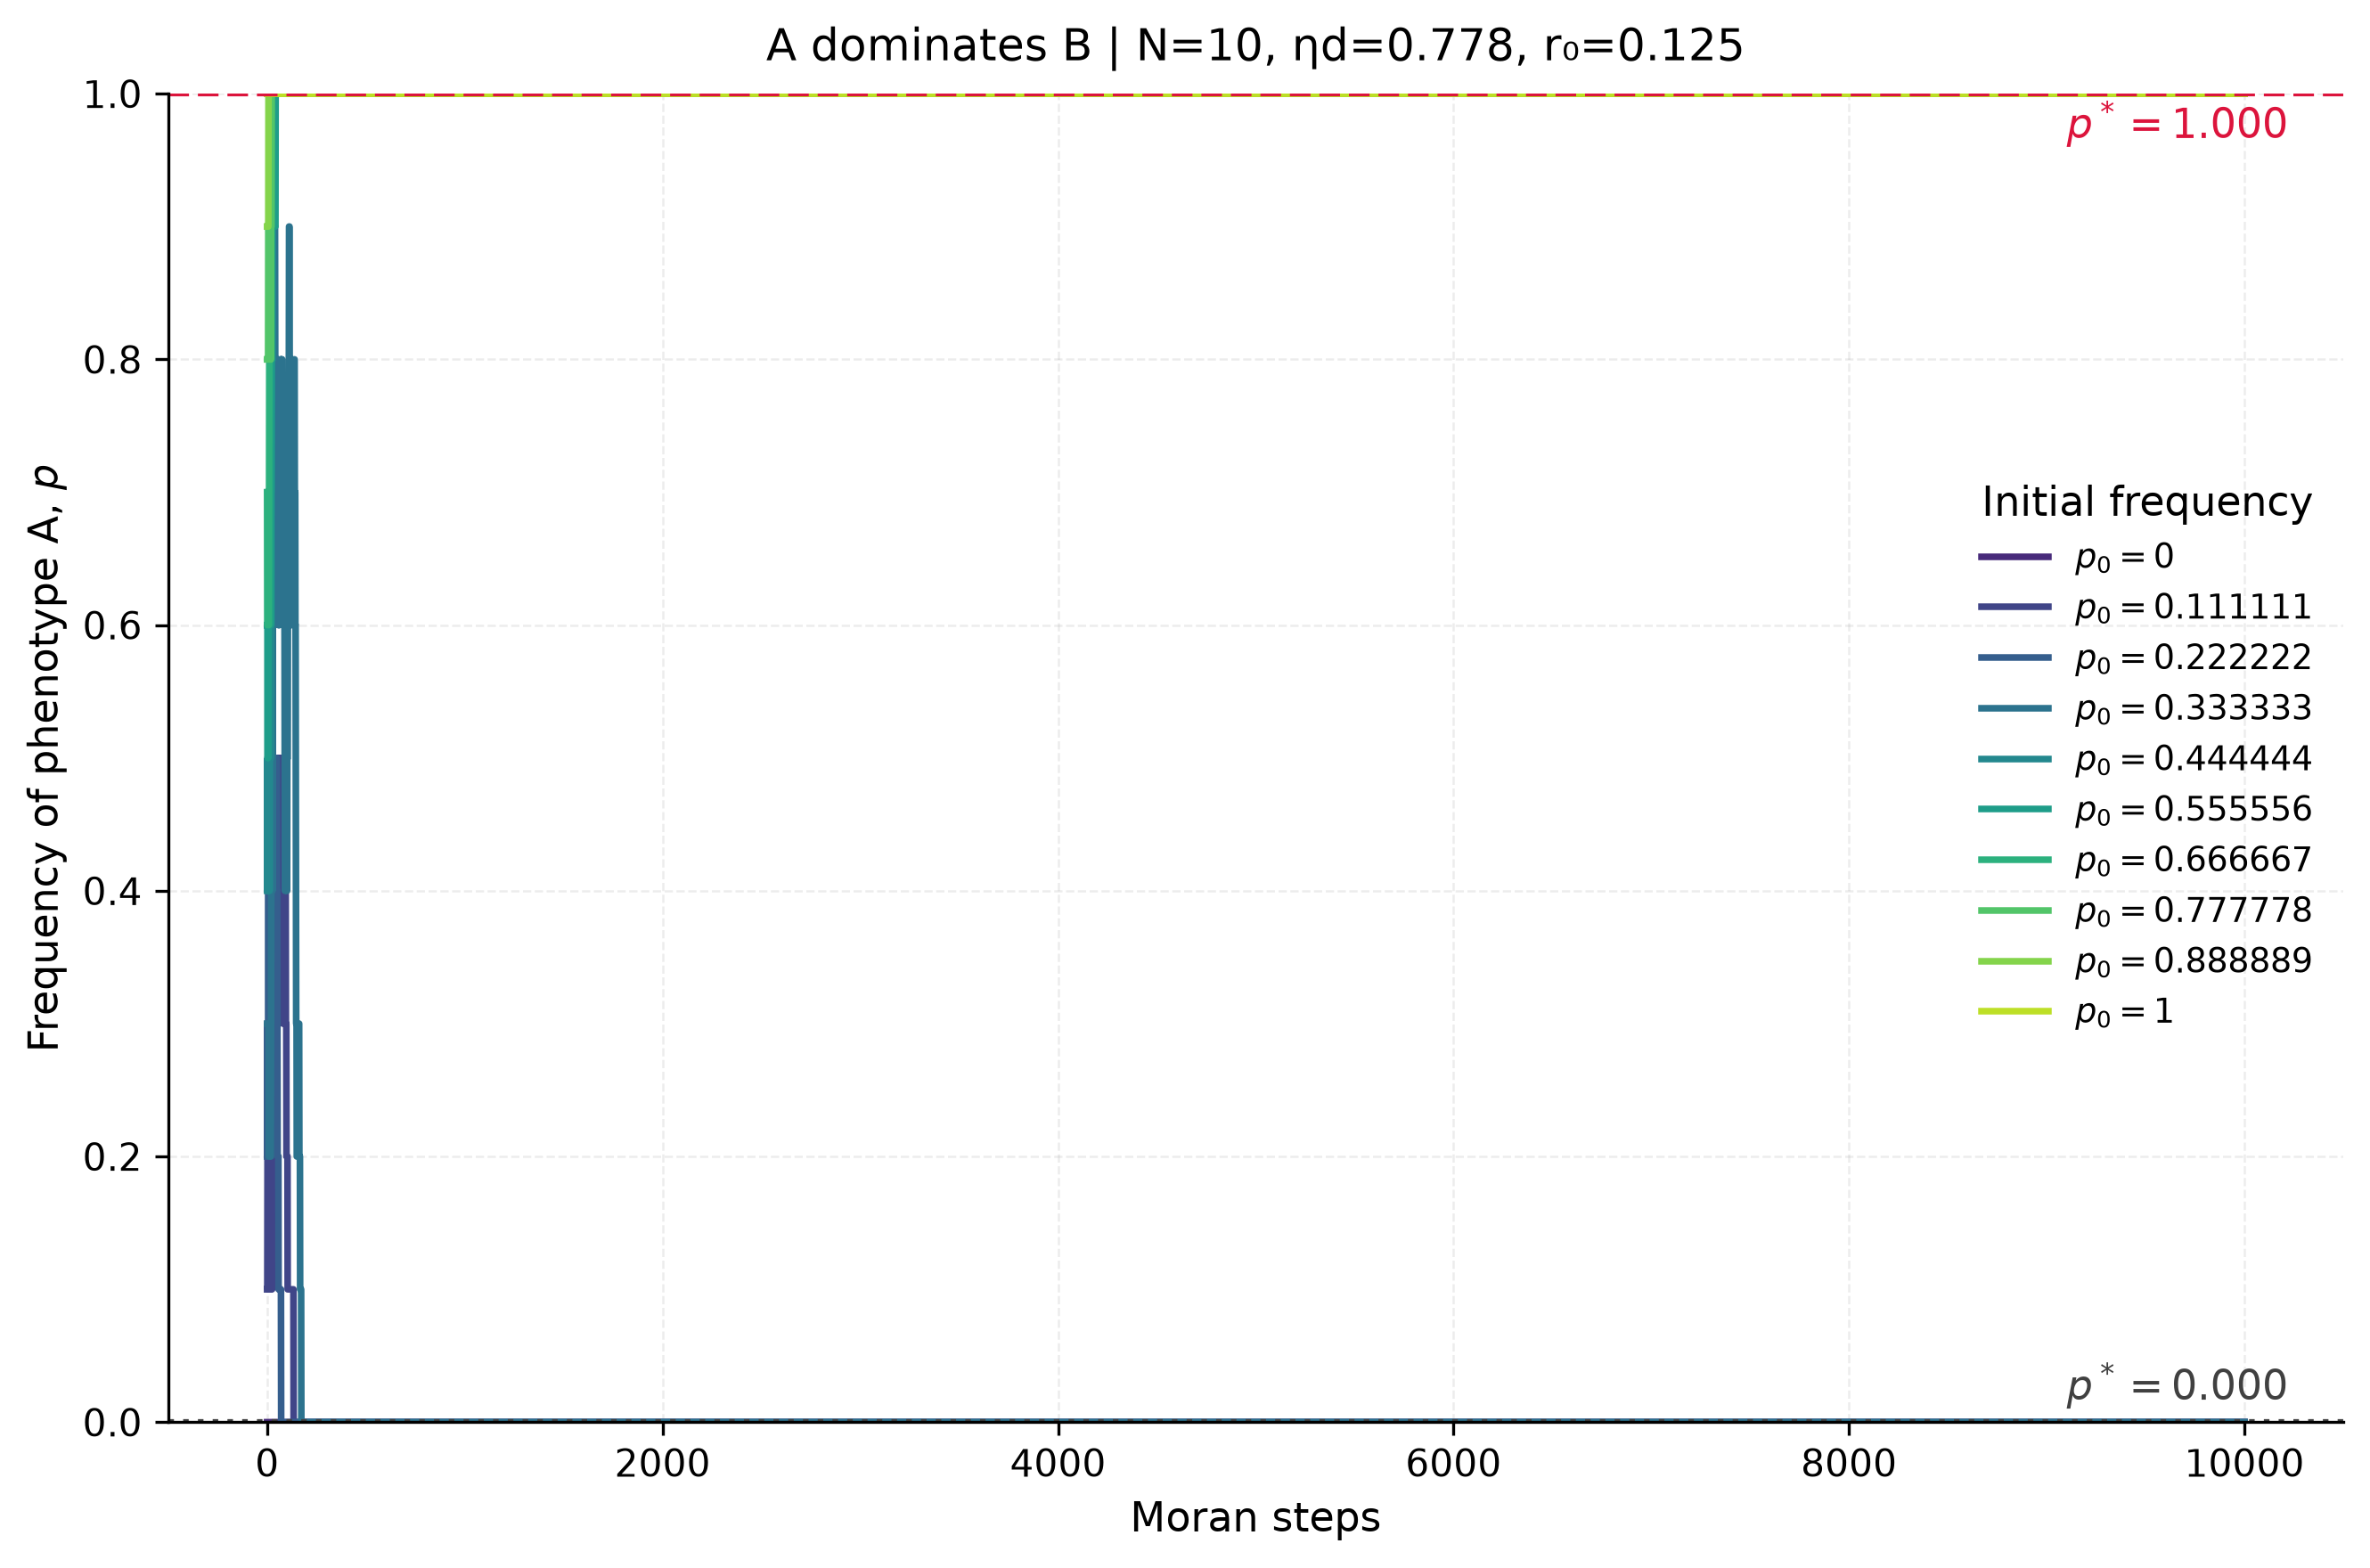 A dominates B | N=10, ηd=0.778, r₀=0.125
1.0
0.8
0.6
0.4
0.2
0.0
Frequency of phenotype A, p
p* = 1.000
Initial frequency
p₀ = 0
p₀ = 0.111111
p₀ = 0.222222
p₀ = 0.333333
p₀ = 0.444444
p₀ = 0.555556
p₀ = 0.666667
p₀ = 0.777778
p₀ = 0.888889
p₀ = 1
p* = 0.000
0 2000 4000 6000 8000 10000
Moran steps